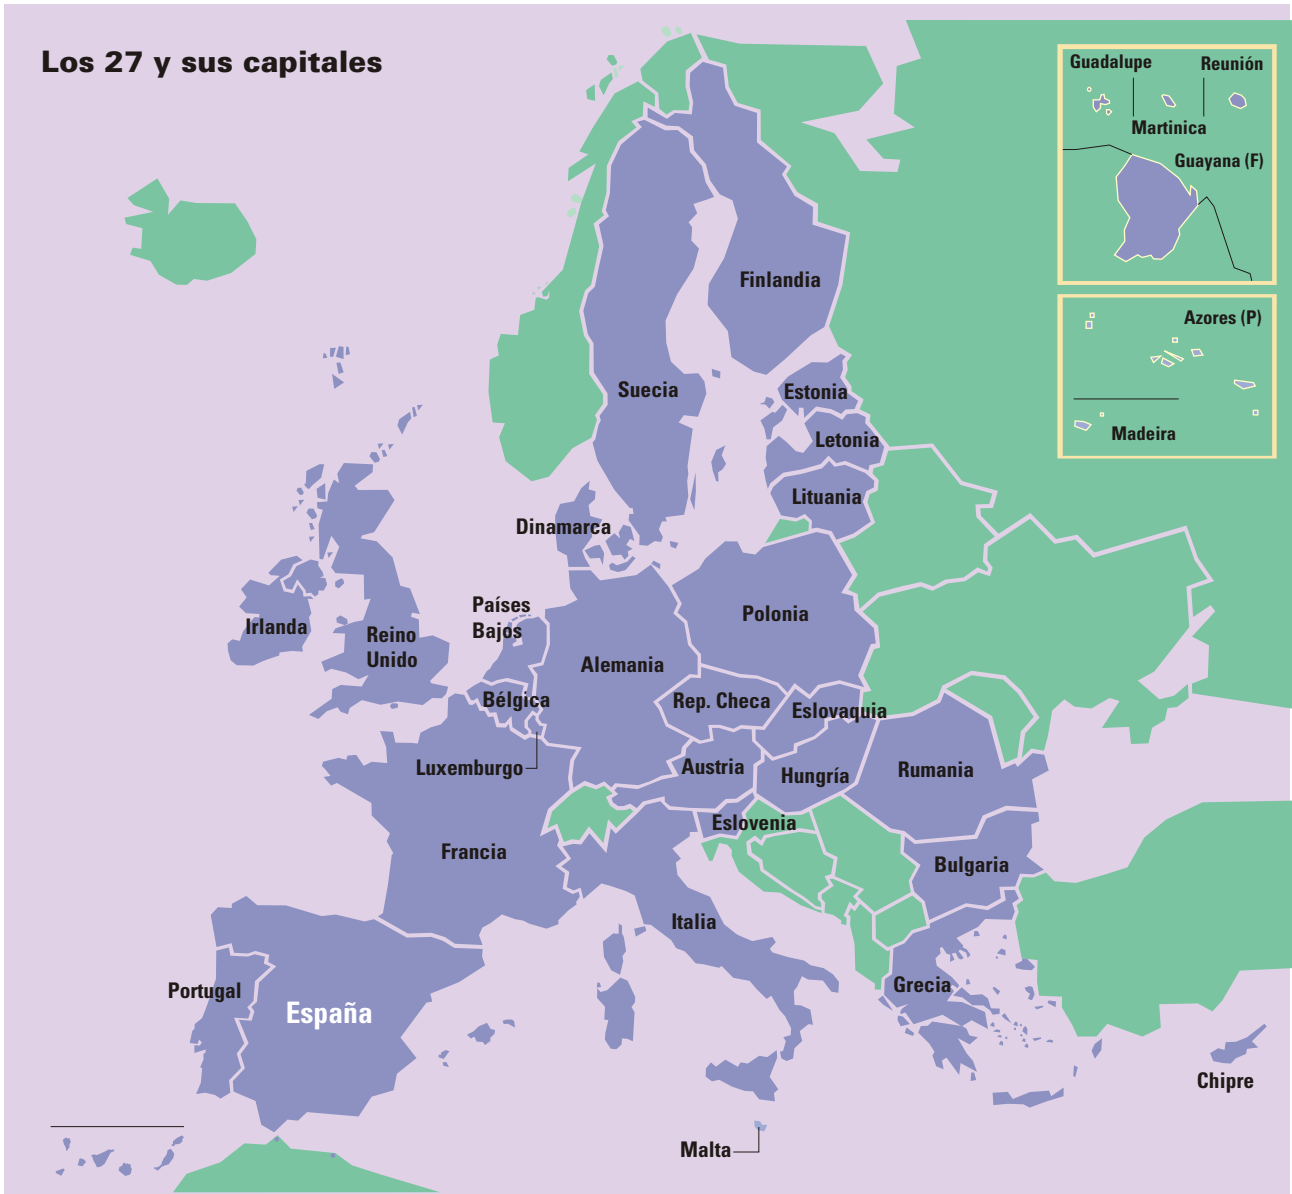 Los 27 y sus capitales
Guadalupe
Reunión
Martinica
Guayana (F)
Finlandia
Azores (P)
Suecia
Estonia
Letonia
Madeira
Lituania
Dinamarca
Países
Bajos
Polonia
Irlanda
Reino
Unido
Alemania
Bélgica
Rep. Checa
Eslovaquia
Luxemburgo
Austria
Hungría
Rumania
Eslovenia
Francia
Bulgaria
Italia
Portugal
Grecia
España
Chipre
Malta